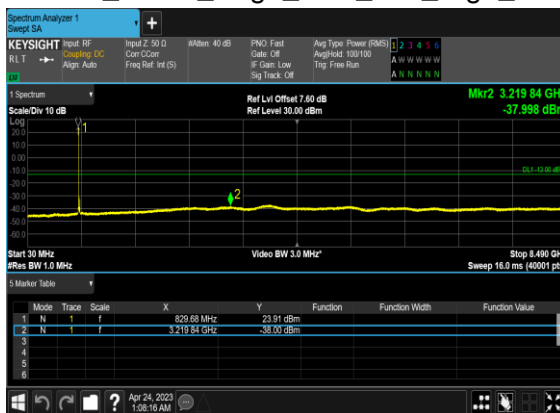 Spectrum Analyzer 1
Swept SA
KEYSIGHT
RLT
LU
Input: RF
Coupling: DC
Align: Auto
Input Z: 50 Ω
Corr CCorr
Freq Ref: Int (S)
#Atten: 40 dB
PNO: Fast
Gate: Off
IF Gain: Low
Sig Track: Off
Avg Type: Power (RMS)
Avg|Hold: 100/100
Trig: Free Run
1 2 3 4 5 6
A W W W W W
A N N N N N
1 Spectrum
Scale/Div 10 dB
Log
Ref Lvl Offset 7.60 dB
Ref Level 30.00 dBm
Mkr2 3.219 84 GH
-37.998 dBr
20.0
10.0
0.00
-10.0
-20.0
-30.0
-40.0
-50.0
-60.0
1
2
DL1 -13.00 dB
Start 30 MHz
#Res BW 1.0 MHz
Video BW 3.0 MHz*
Stop 8.490 GH
Sweep 16.0 ms (40001 pt
5 Marker Table
Mode Trace Scale X Y Function Function Width Function Value
1 N 1 f 829.68 MHz 23.91 dBm
2 N 1 f 3.219 84 GHz -38.00 dBm
3
4
5
6
?
Apr 24, 2023
1:08:16 AM